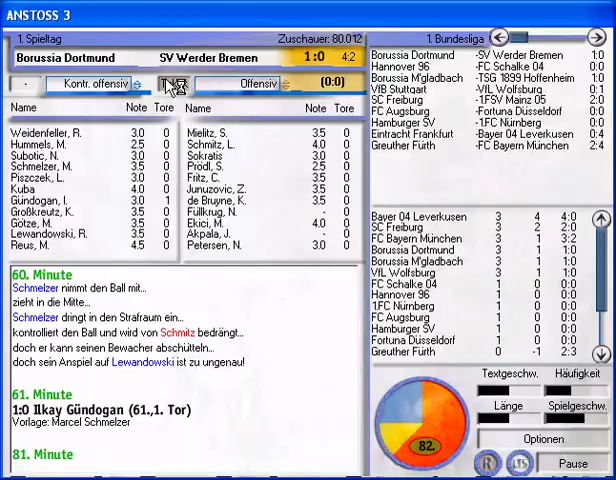 ANSTOSS 3
1. Spieltag Zuschauer: 80.012
Borussia Dortmund SV Werder Bremen 1:0 4:2
- Kontr. offensiv Offensiv (0:0)
Name Note Tore Name Note Tore
Weidenfeller, R. 3.0 0 Mielitz, S. 3.5 0
Hummels, M. 2.5 0 Schmitz, L. 4.0 0
Subotic, N. 3.0 0 Sokratis 3.0 0
Schmelzer, M. 3.5 0 Prödl, S. 2.5 0
Piszczek, L. 3.0 0 Fritz, C. 3.5 0
Kuba 4.0 0 Junuzovic, Z. 3.5 0
Gündogan, I. 3.0 1 de Bruyne, K. 3.5 0
Großkreutz, K. 3.5 0 Füllkrug, N. - 0
Götze, M. 3.5 0 Ekici, M. 4.0 0
Lewandowski, R. 3.5 0 Akpala, J. - 0
Reus, M. 4.5 0 Petersen, N. 3.0 0
60. Minute
Schmelzer nimmt den Ball mit...
zieht in die Mitte...
Schmelzer dringt in den Strafraum ein...
kontrolliert den Ball und wird von Schmitz bedrängt...
doch er kann seinen Bewacher abschütteln...
doch sein Anspiel auf Lewandowski ist zu ungenau!
61. Minute
1:0 Ilkay Gündogan (61.,1. Tor)
Vorlage: Marcel Schmelzer
81. Minute
1. Bundesliga
Borussia Dortmund -SV Werder Bremen 1:0
Hannover 96 -FC Schalke 04 0:0
Borussia M'gladbach -TSG 1899 Hoffenheim 1:0
VfB Stuttgart -VfL Wolfsburg 0:1
SC Freiburg -1.FSV Mainz 05 2:0
FC Augsburg -Fortuna Düsseldorf 0:0
Hamburger SV -1.FC Nürnberg 0:0
Eintracht Frankfurt -Bayer 04 Leverkusen 0:4
Greuther Fürth -FC Bayern München 2:4
Bayer 04 Leverkusen 3 4 4:0
SC Freiburg 3 2 2:0
FC Bayern München 3 1 3:2
Borussia Dortmund 3 1 1:0
Borussia M'gladbach 3 1 1:0
VfL Wolfsburg 3 1 1:0
FC Schalke 04 1 0 0:0
Hannover 96 1 0 0:0
1.FC Nürnberg 1 0 0:0
FC Augsburg 1 0 0:0
Hamburger SV 1 0 0:0
Fortuna Düsseldorf 1 0 0:0
Greuther Fürth 0 -1 2:3
Textgeschw. Häufigkeit
Länge Spielgeschw.
82.
Optionen
R LTS Pause